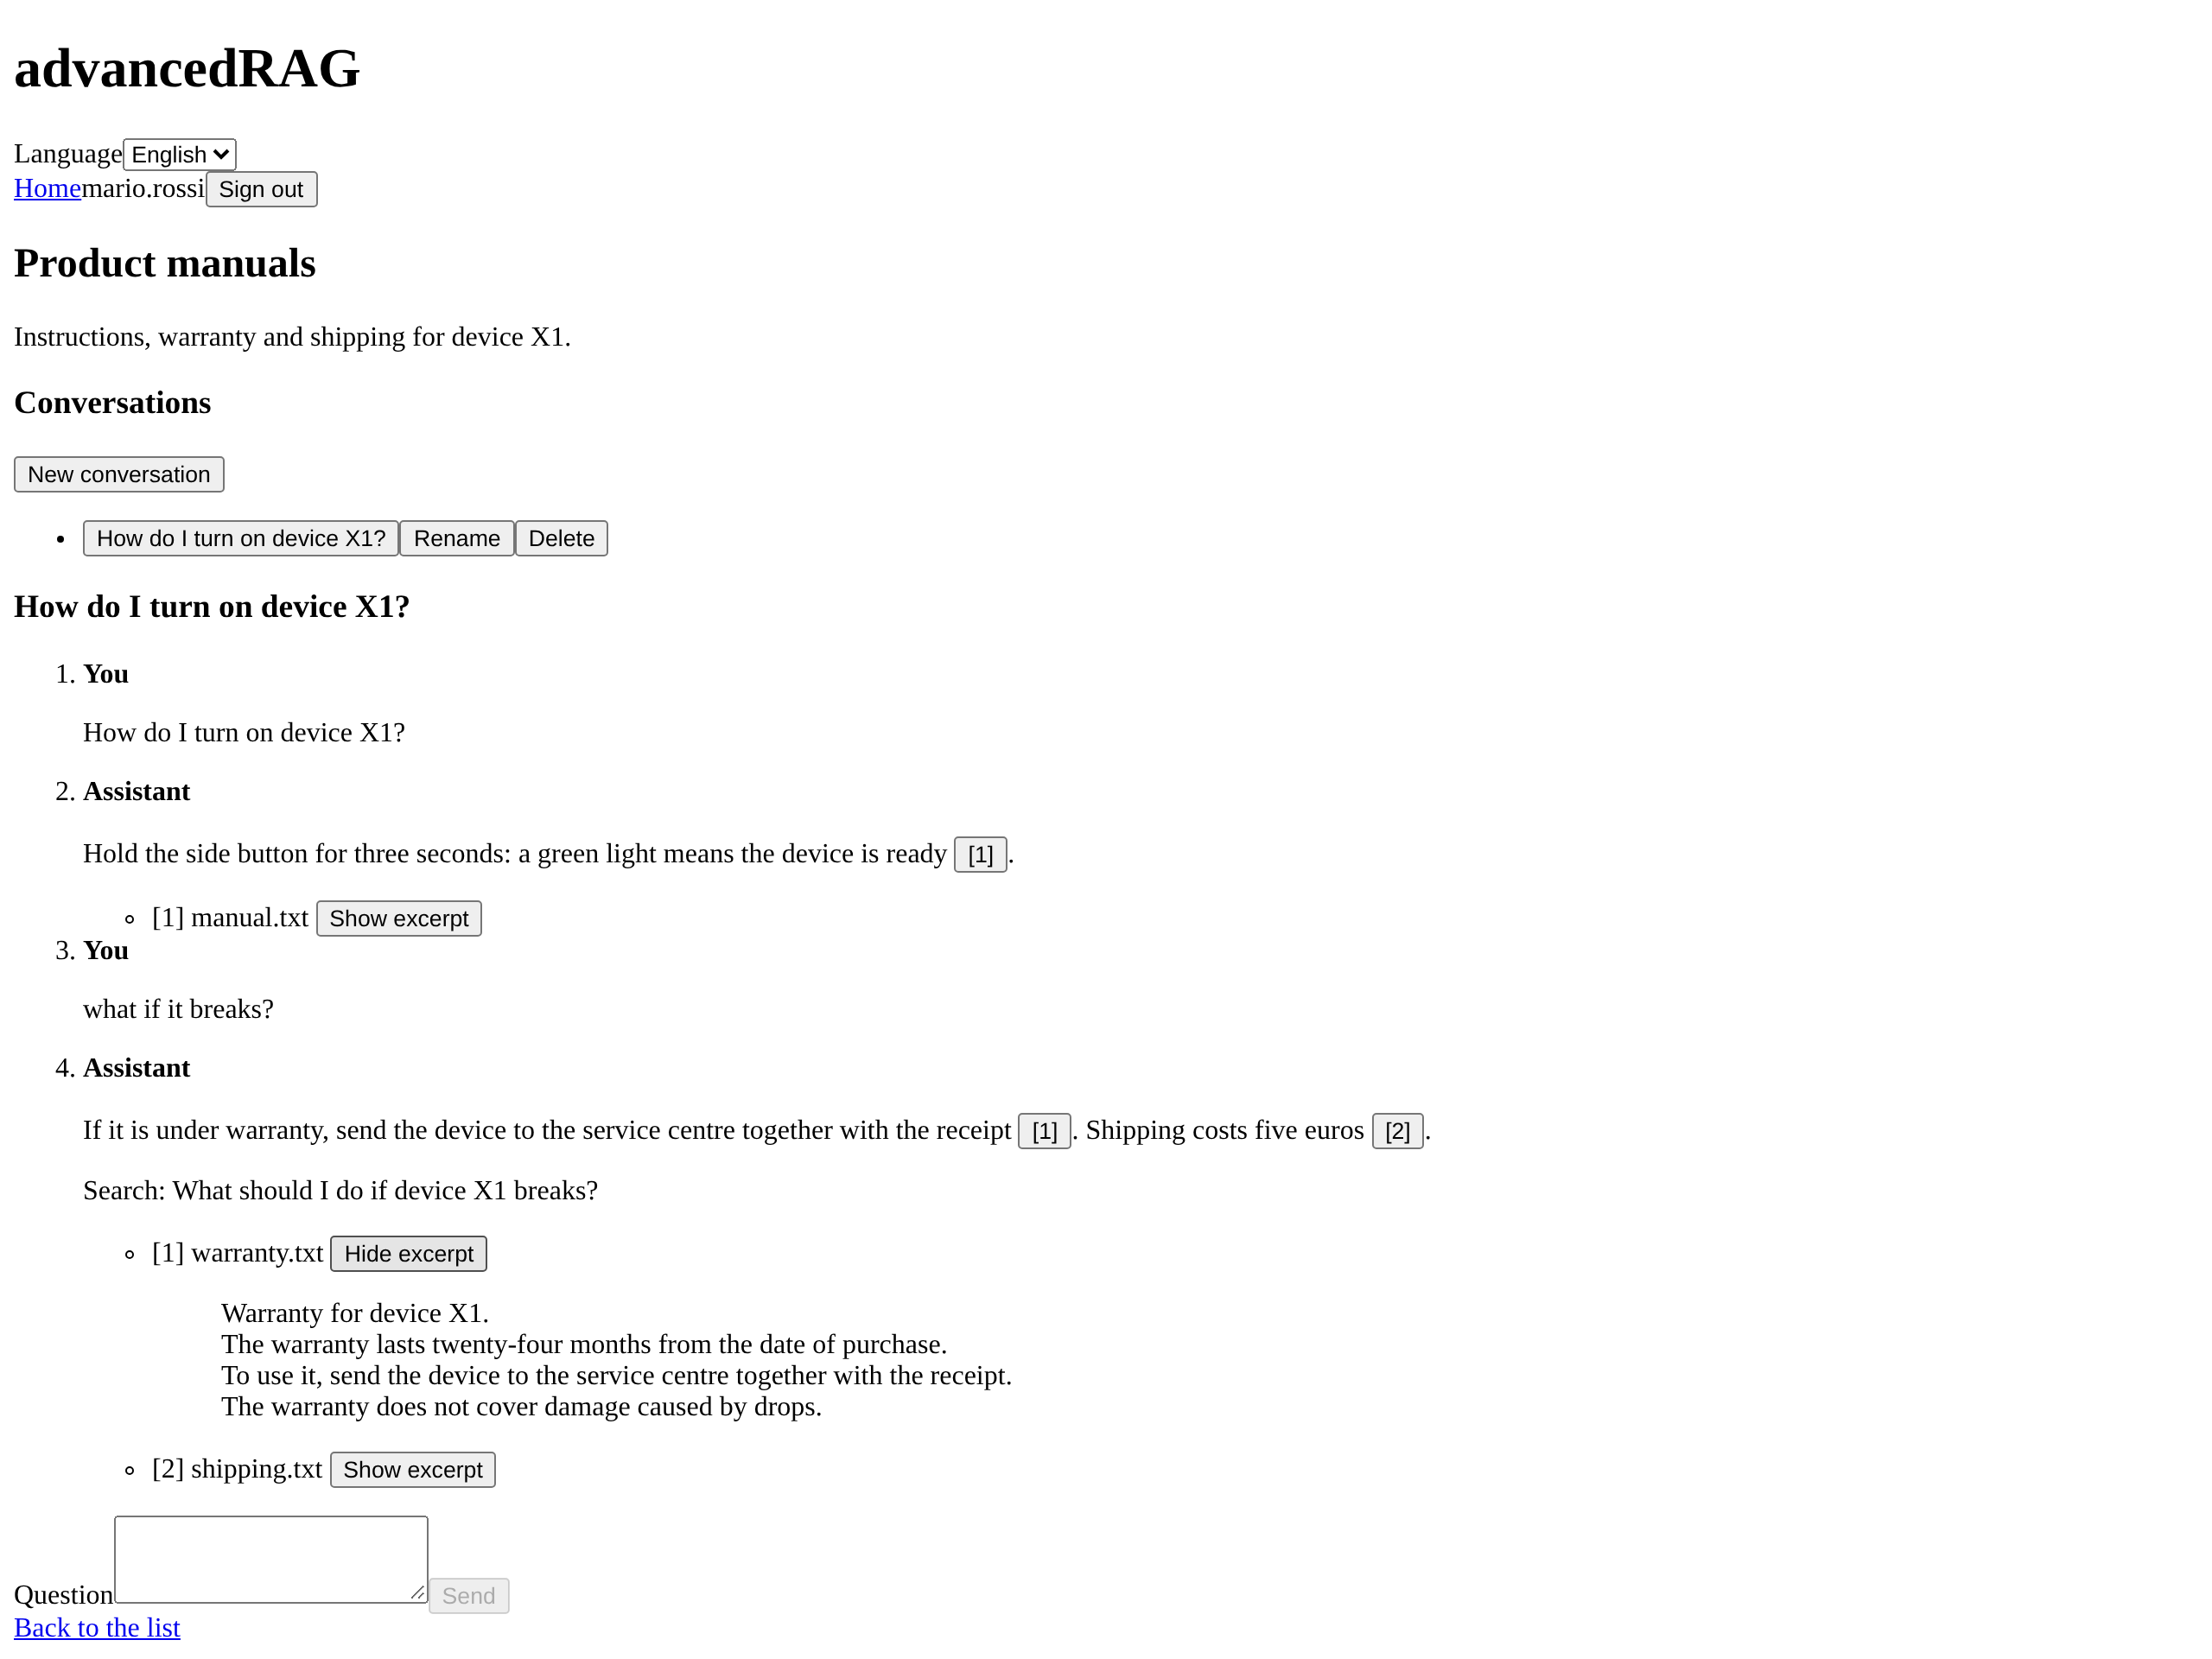 advancedRAG
Language English
Home mario.rossi Sign out
Product manuals
Instructions, warranty and shipping for device X1.
Conversations
New conversation
• How do I turn on device X1? Rename Delete
How do I turn on device X1?
1. You
How do I turn on device X1?
2. Assistant
Hold the side button for three seconds: a green light means the device is ready [1].
[1] manual.txt Show excerpt
3. You
what if it breaks?
4. Assistant
If it is under warranty, send the device to the service centre together with the receipt [1]. Shipping costs five euros [2].
Search: What should I do if device X1 breaks?
[1] warranty.txt Hide excerpt
Warranty for device X1.
The warranty lasts twenty-four months from the date of purchase.
To use it, send the device to the service centre together with the receipt.
The warranty does not cover damage caused by drops.
[2] shipping.txt Show excerpt
Question Send
Back to the list